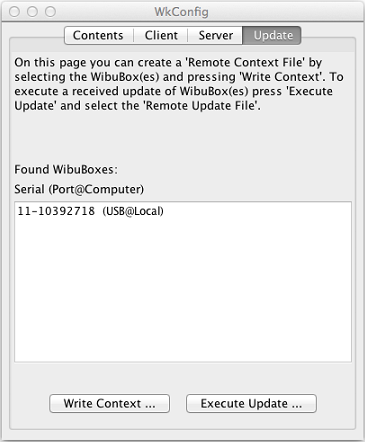 WkConfig
Contents Client Server Update
On this page you can create a 'Remote Context File' by
selecting the WibuBox(es) and pressing 'Write Context'. To
execute a received update of WibuBox(es) press 'Execute
Update' and select the 'Remote Update File'.
Found WibuBoxes:
Serial (Port@Computer)
11-10392718 (USB@Local)
Write Context ... Execute Update ...